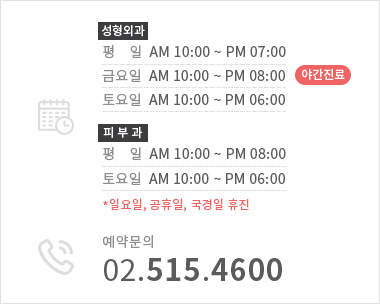 성형외과
평 일 AM 10:00 ~ PM 07:00
금요일 AM 10:00 ~ PM 08:00 야간진료
토요일 AM 10:00 ~ PM 06:00
피 부 과
평 일 AM 10:00 ~ PM 08:00
토요일 AM 10:00 ~ PM 06:00
*일요일, 공휴일, 국경일 휴진
예약문의
02.515.4600